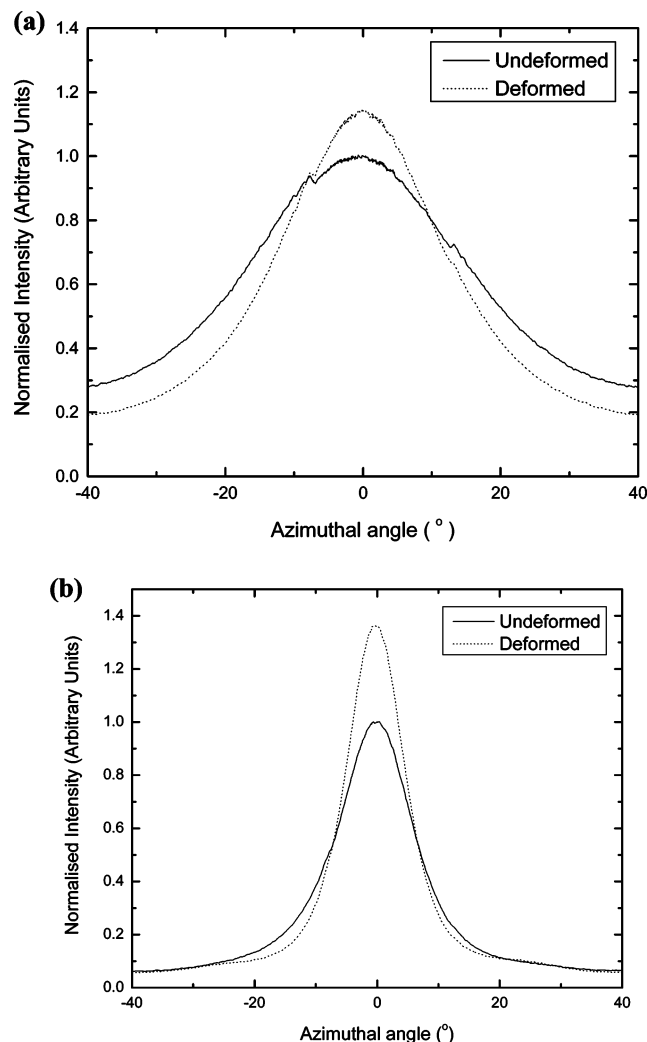 (a)
Normalised Intensity (Arbitrary Units)
1.4
1.2
1.0
0.8
0.6
0.4
0.2
0.0
Undeformed
Deformed
-40
-20
0
20
40
Azimuthal angle ( º )
(b)
Normalised Intensity (Arbitrary Units)
1.4
1.2
1.0
0.8
0.6
0.4
0.2
0.0
Undeformed
Deformed
-40
-20
0
20
40
Azimuthal angle (º)